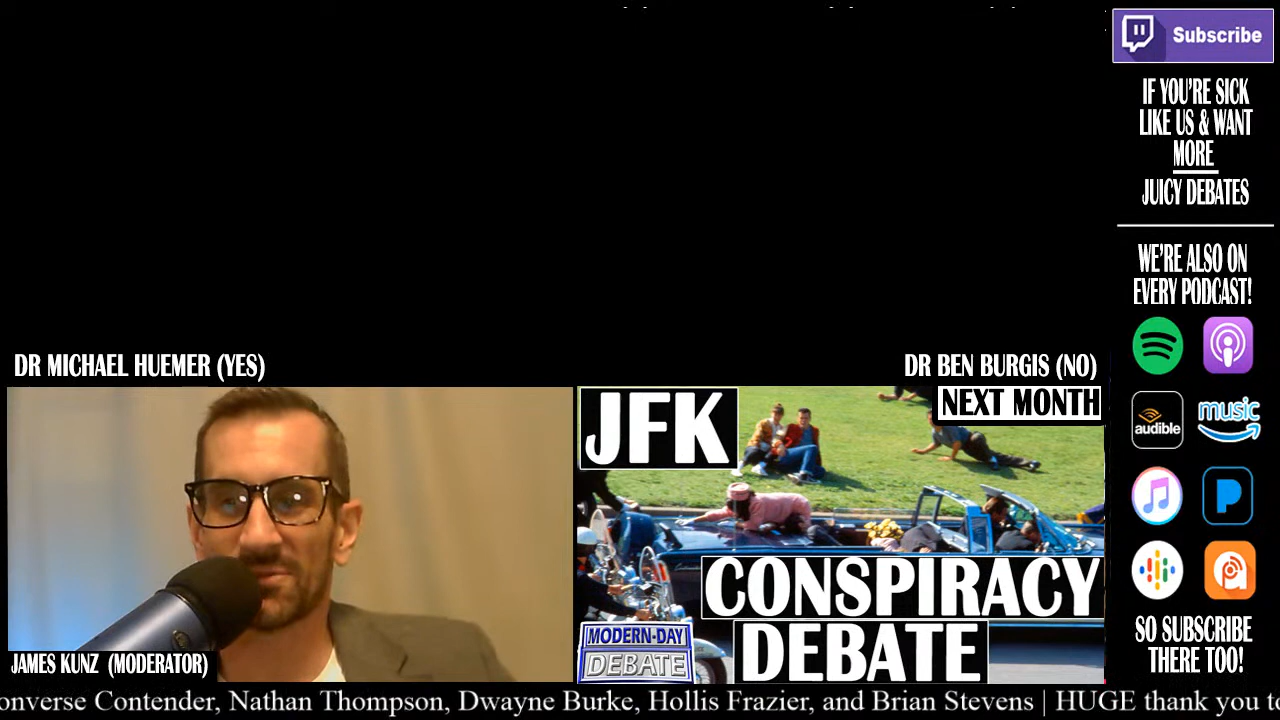 Subscribe
IF YOU'RE SICK
LIKE US & WANT
MORE
JUICY DEBATES
WE'RE ALSO ON
EVERY PODCAST!
audible
music
SO SUBSCRIBE
THERE TOO!
DR MICHAEL HUEMER (YES)
DR BEN BURGIS (NO)
JFK
NEXT MONTH
CONSPIRACY
DEBATE
MODERN-DAY
DEBATE
JAMES KUNZ (MODERATOR)
onverse Contender, Nathan Thompson, Dwayne Burke, Hollis Frazier, and Brian Stevens | HUGE thank you to